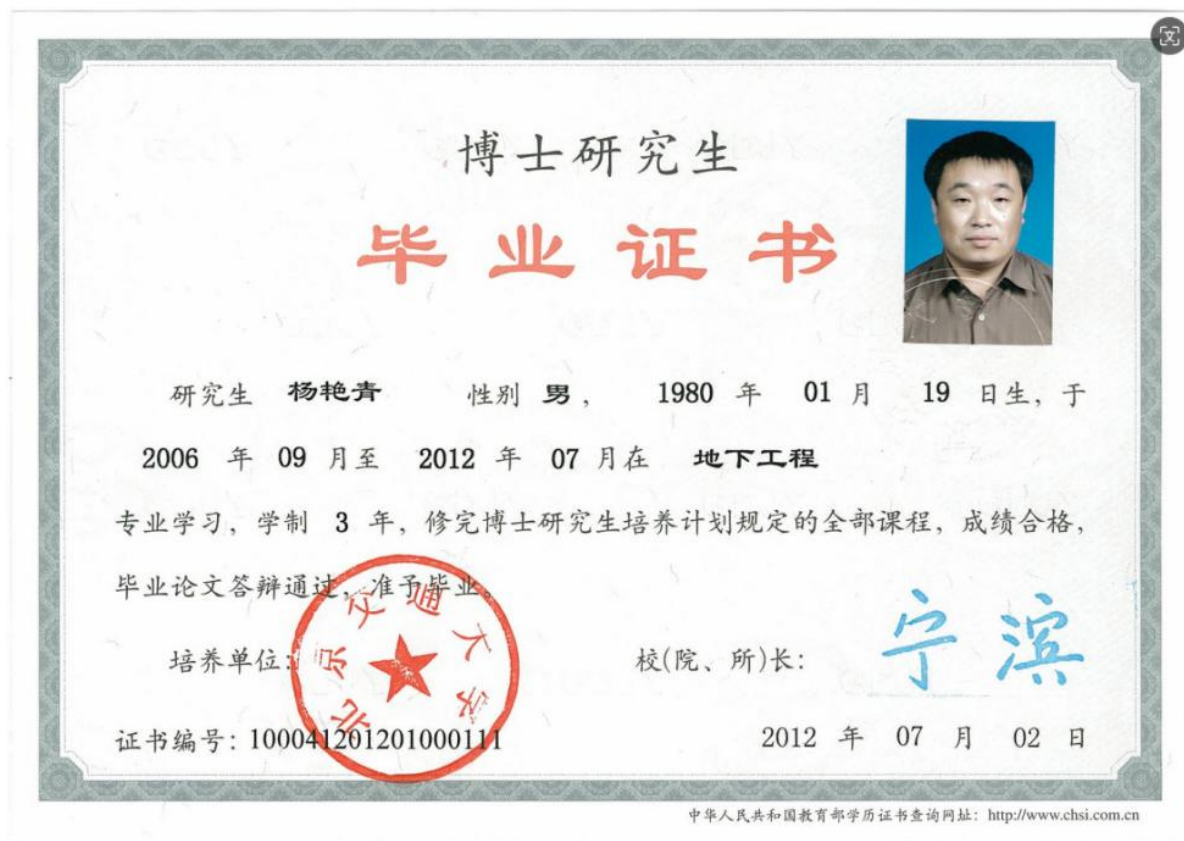 博士研究生
毕业证书
研究生 杨艳青 性别 男， 1980 年 01 月 19 日生，于
2006 年 09 月至 2012 年 07 月在 地下工程
专业学习，学制 3 年，修完博士研究生培养计划规定的全部课程，成绩合格，
毕业论文答辩通过，准予毕业。
北京交通大学
培养单位： 校(院、所)长： 宁滨
证书编号：100041201201000111 2012 年 07 月 02 日
中华人民共和国教育部学历证书查询网址：http://www.chsi.com.cn